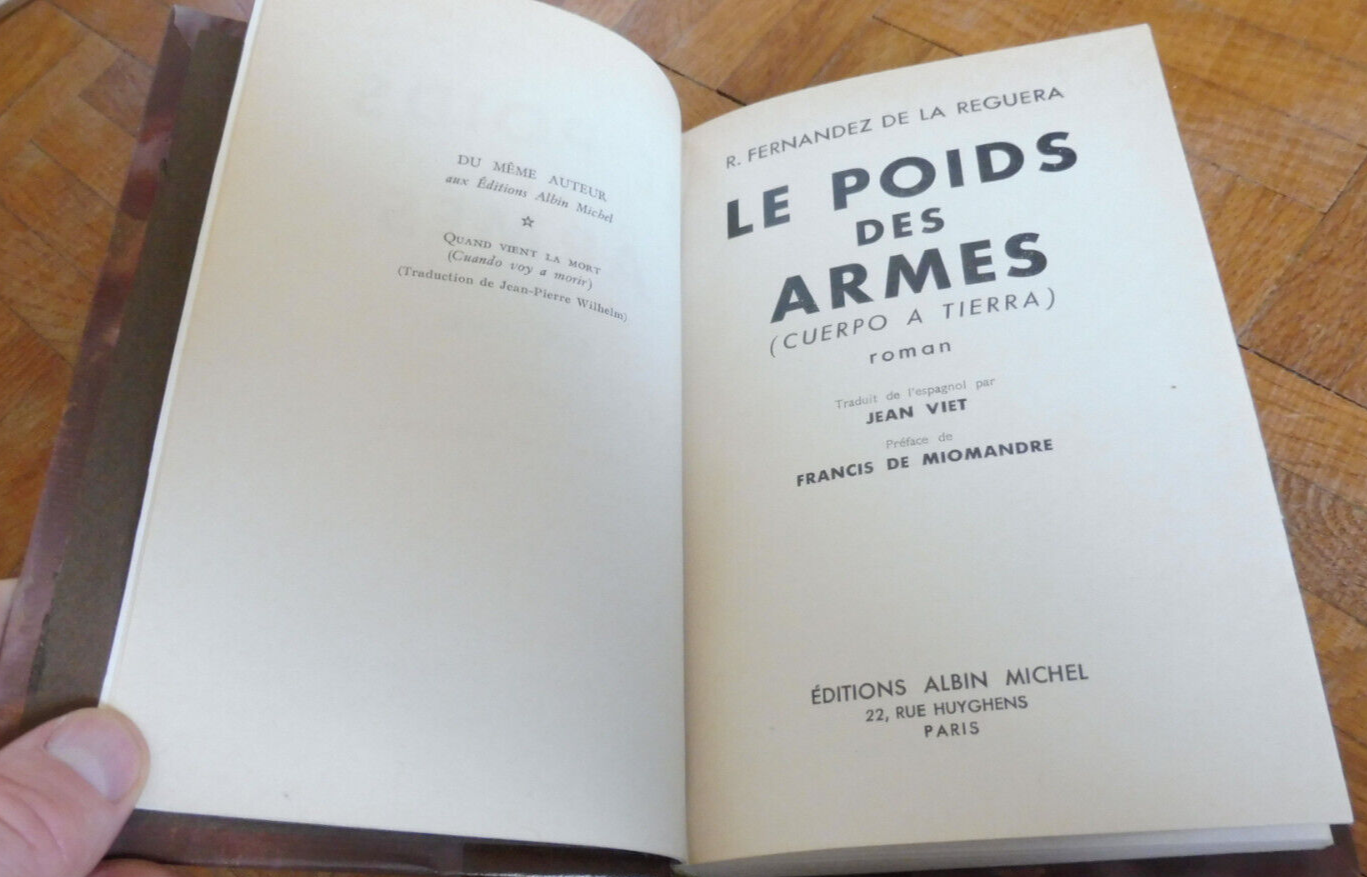 DU MÊME AUTEUR
aux Éditions Albin Michel
☆
QUAND VIENT LA MORT
(Cuando voy a morir)
(Traduction de Jean-Pierre Wilhelm)
R. FERNANDEZ DE LA REGUERA
LE POIDS
DES
ARMES
(CUERPO A TIERRA)
roman
Traduit de l'espagnol par
JEAN VIET
Préface de
FRANCIS DE MIOMANDRE
ÉDITIONS ALBIN MICHEL
22, RUE HUYGHENS
PARIS